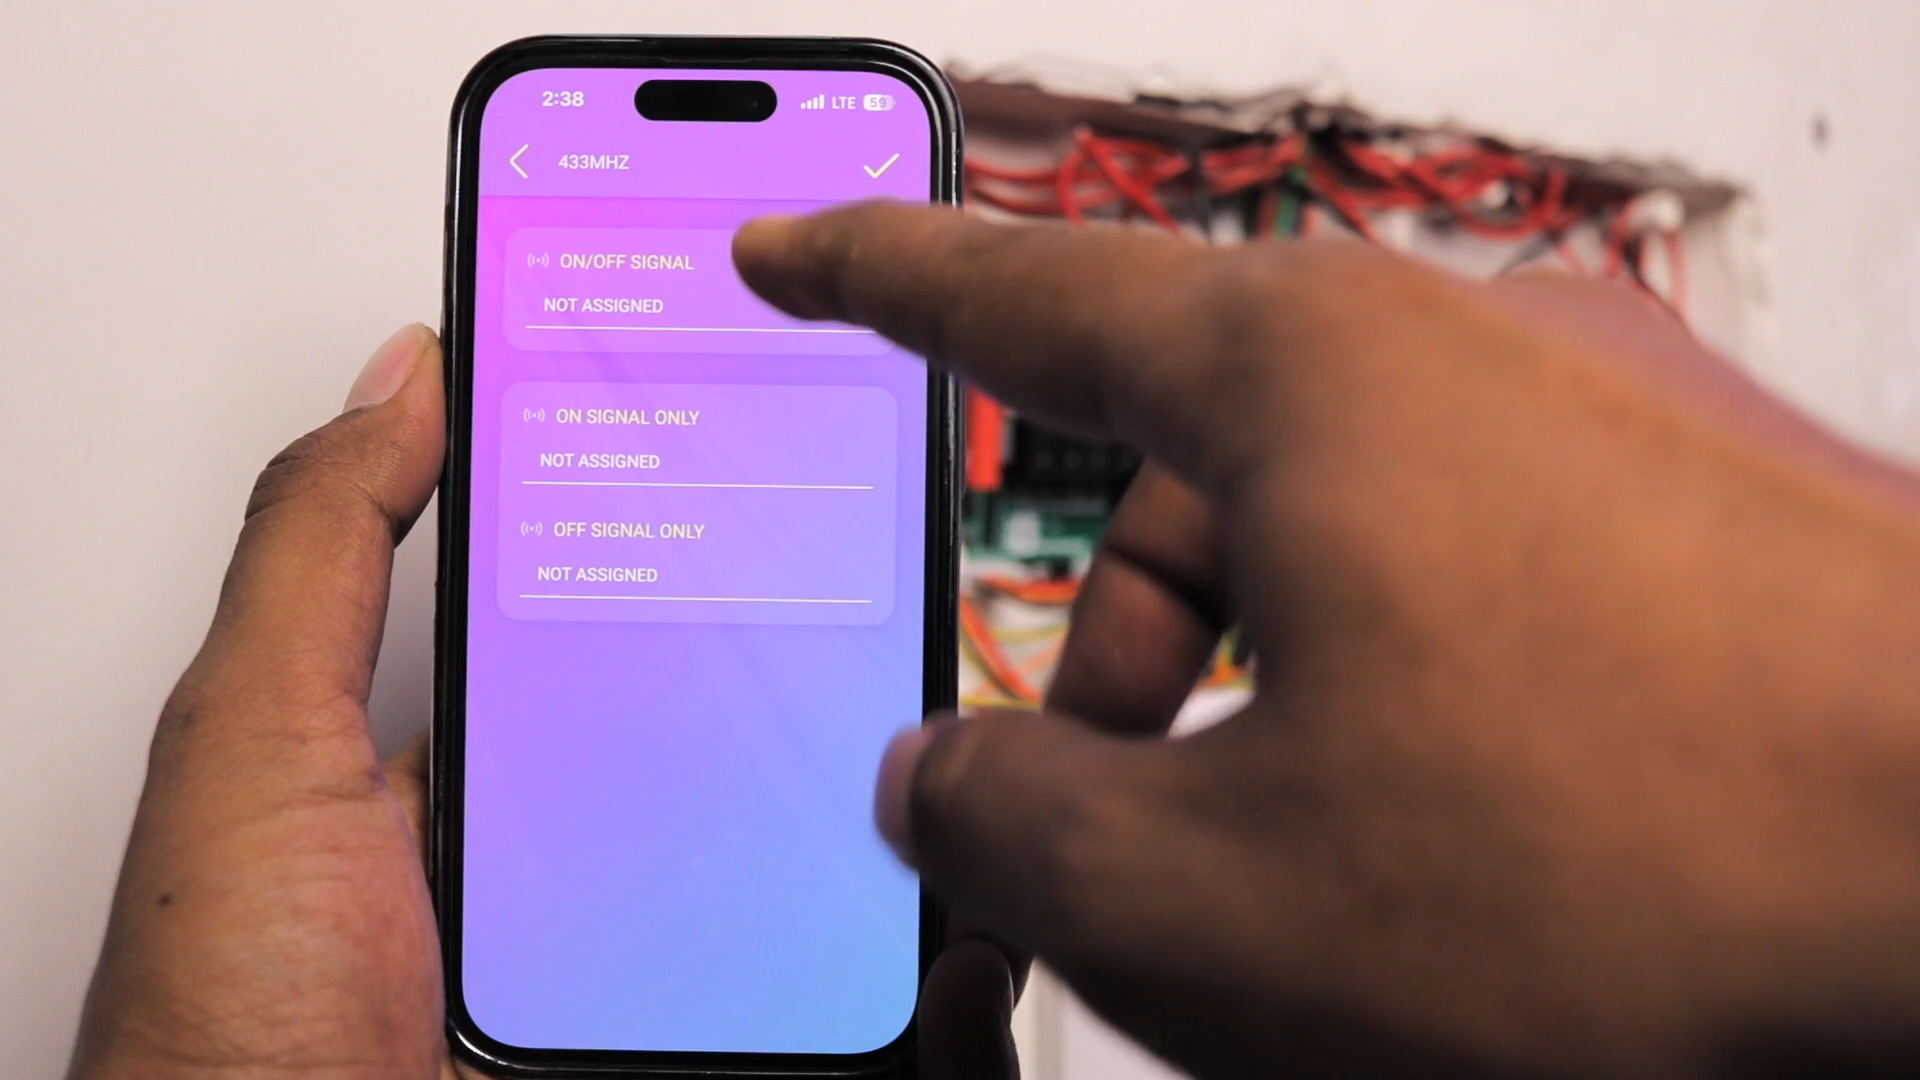 2:38 LTE 59
433MHZ
ON/OFF SIGNAL
NOT ASSIGNED
ON SIGNAL ONLY
NOT ASSIGNED
OFF SIGNAL ONLY
NOT ASSIGNED